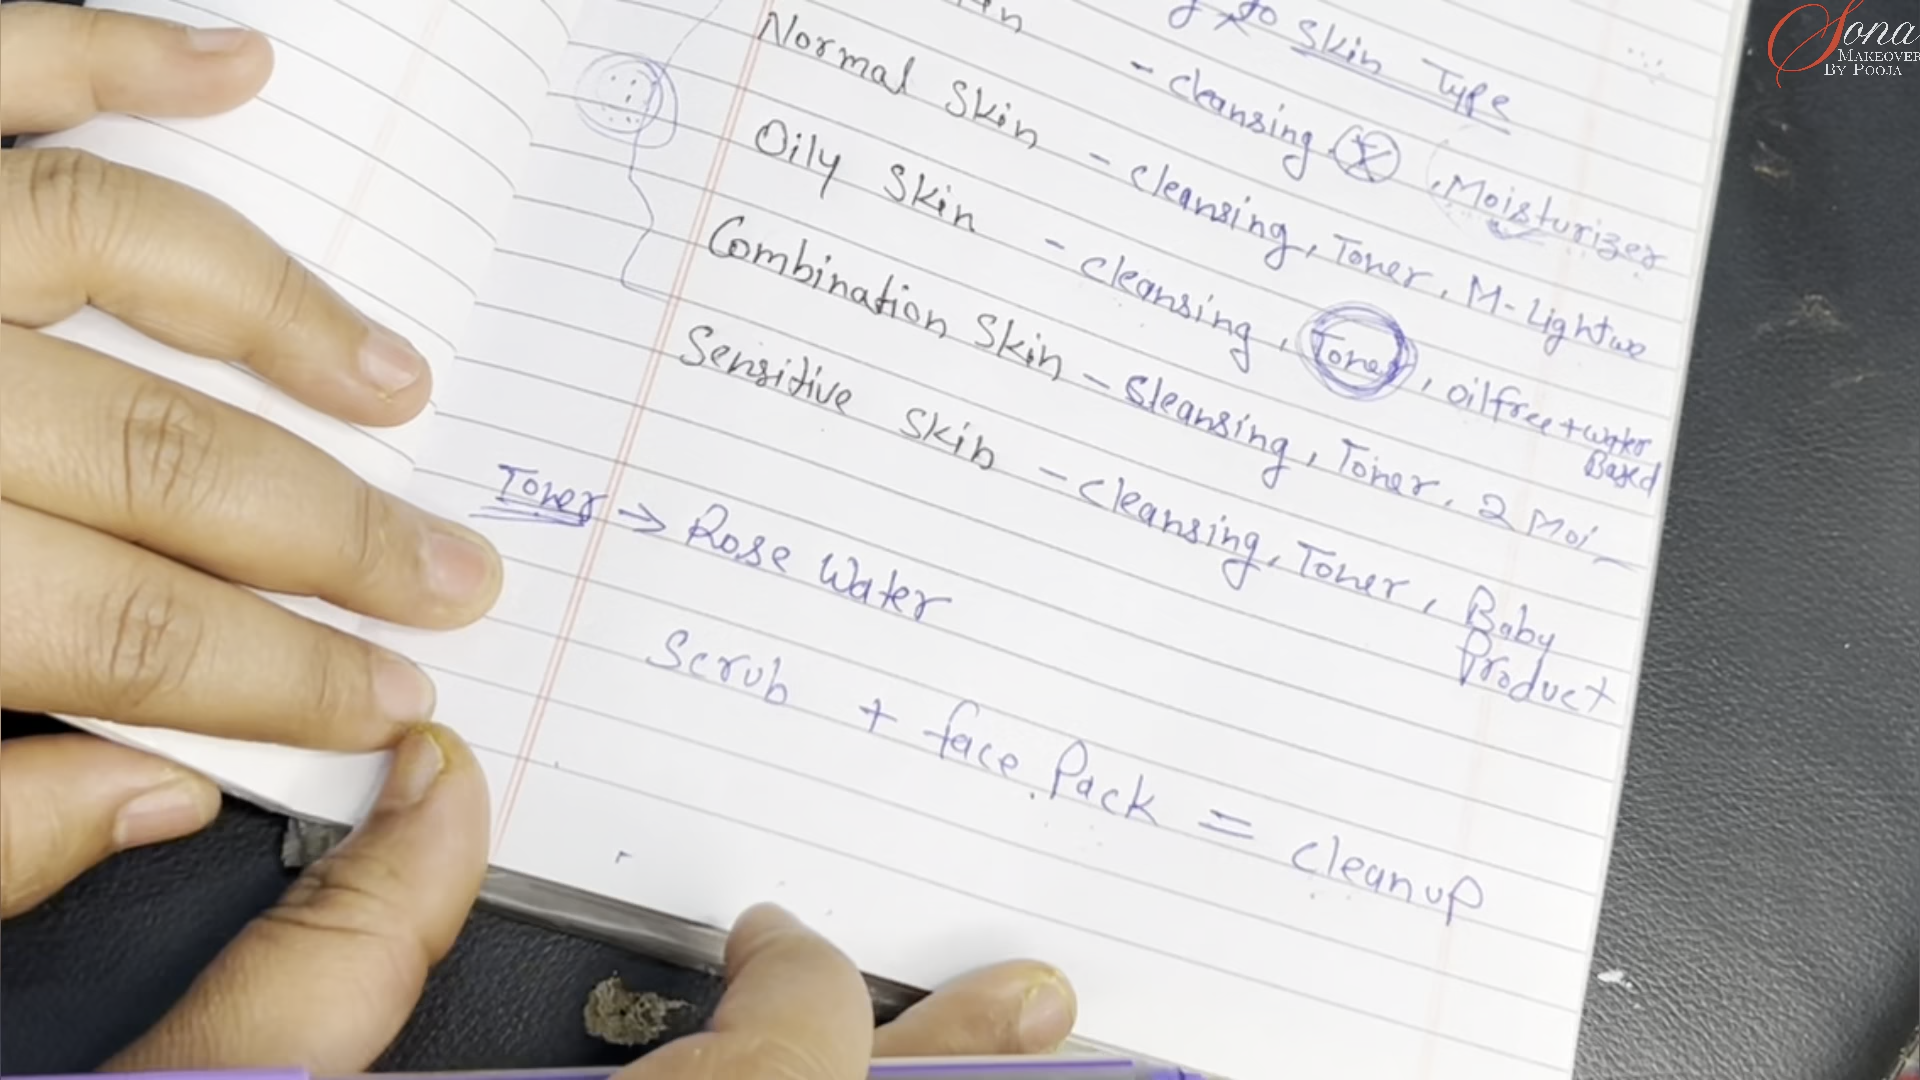 Sona
MAKEOVER
BY POOJA
to Skin Type
- cleansing , Moisturizer
Normal Skin - cleansing, Toner, M-Lightwe
Oily Skin - cleansing, Toner, oilfree + water Based
Combination Skin - Sleansing, Toner, 2 Moi
Sensitive Skin - cleansing, Toner, Baby Product
Toner → Rose Water
Scrub + face Pack = cleanup